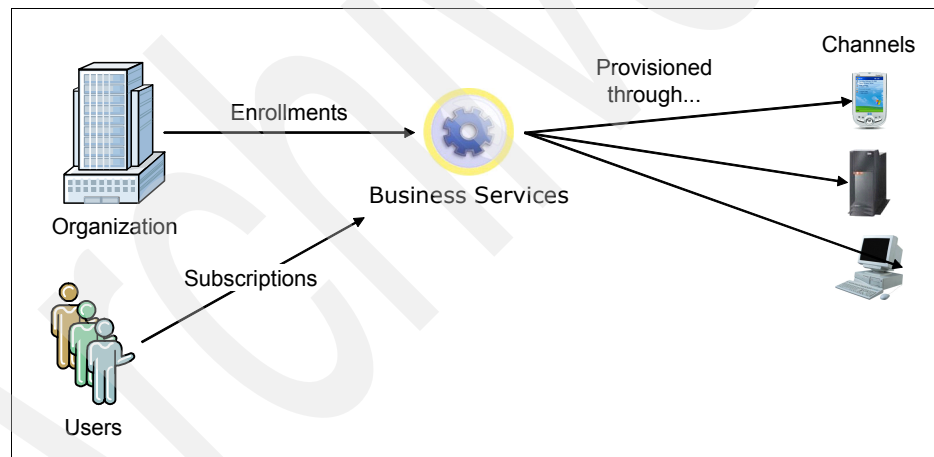 Channels
Provisioned
through...
Enrollments
Business Services
Organization
Subscriptions
Users